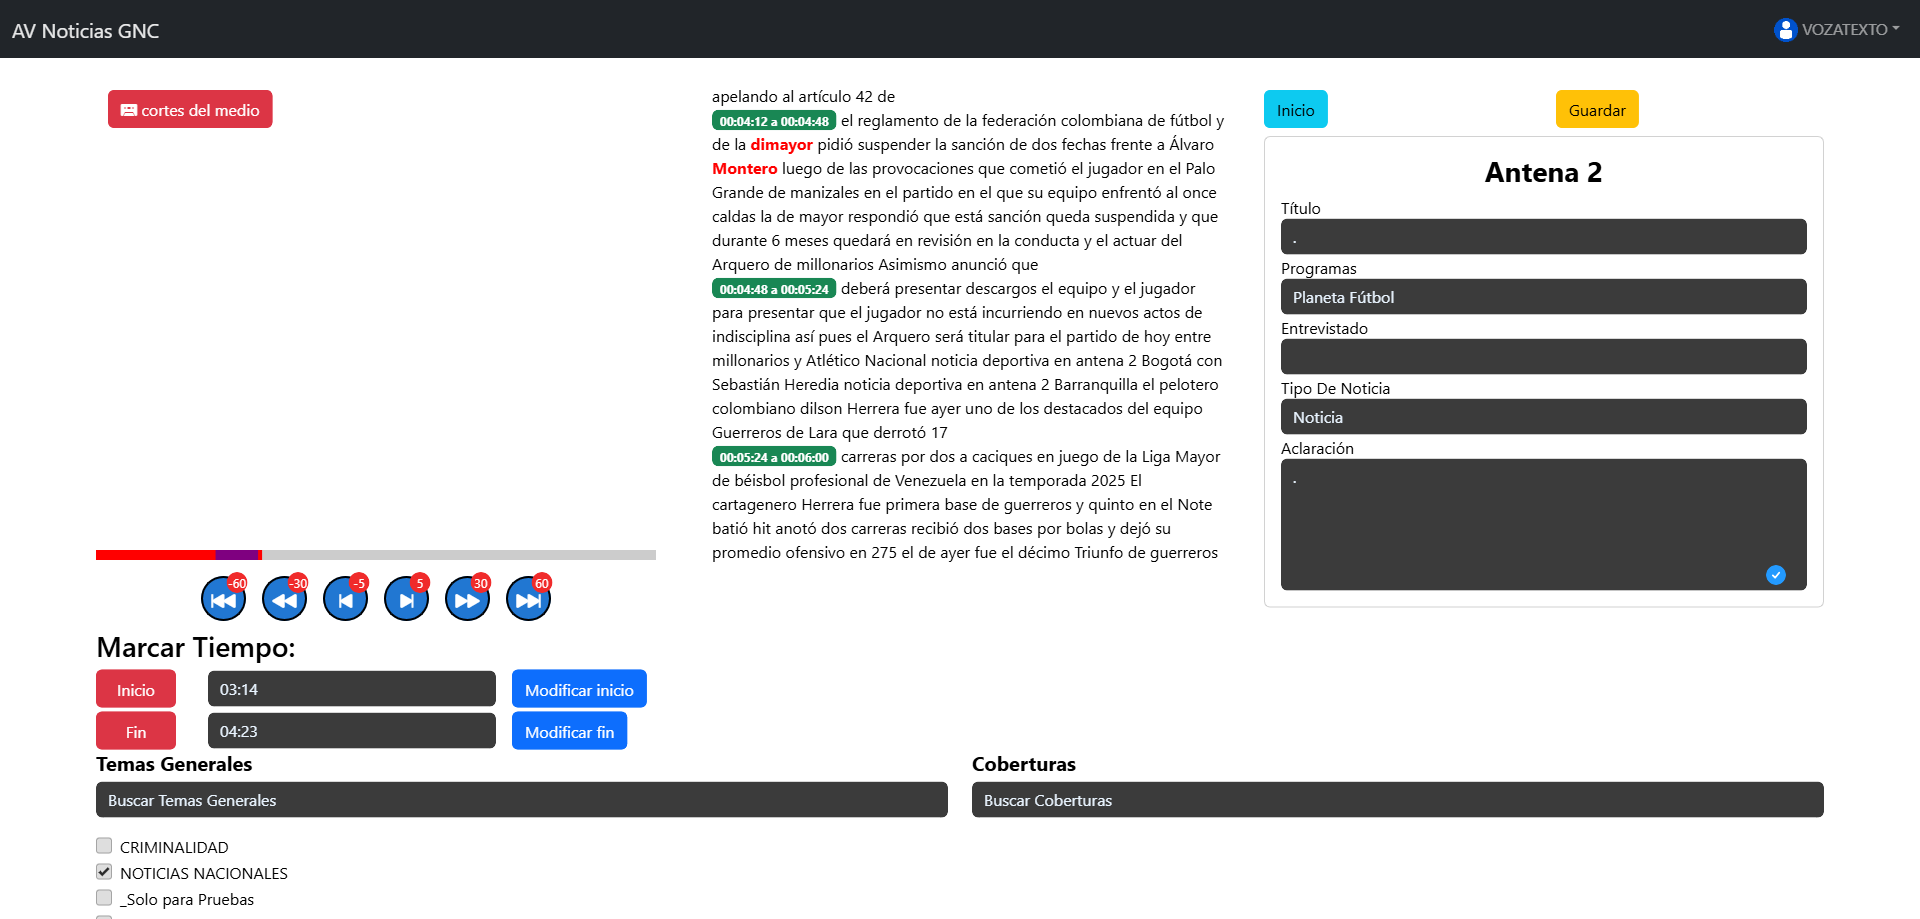 AV Noticias GNC
VOZATEXTO
cortes del medio
apelando al artículo 42 de
00:04:12 a 00:04:48 el reglamento de la federación colombiana de fútbol y
de la dimayor pidió suspender la sanción de dos fechas frente a Álvaro
Montero luego de las provocaciones que cometió el jugador en el Palo
Grande de manizales en el partido en el que su equipo enfrentó al once
caldas la de mayor respondió que está sanción queda suspendida y que
durante 6 meses quedará en revisión en la conducta y el actuar del
Arquero de millonarios Asimismo anunció que
00:04:48 a 00:05:24 deberá presentar descargos el equipo y el jugador
para presentar que el jugador no está incurriendo en nuevos actos de
indisciplina así pues el Arquero será titular para el partido de hoy entre
millonarios y Atlético Nacional noticia deportiva en antena 2 Bogotá con
Sebastián Heredia noticia deportiva en antena 2 Barranquilla el pelotero
colombiano dilson Herrera fue ayer uno de los destacados del equipo
Guerreros de Lara que derrotó 17
00:05:24 a 00:06:00 carreras por dos a caciques en juego de la Liga Mayor
de béisbol profesional de Venezuela en la temporada 2025 El
cartagenero Herrera fue primera base de guerreros y quinto en el Note
batió hit anotó dos carreras recibió dos bases por bolas y dejó su
promedio ofensivo en 275 el de ayer fue el décimo Triunfo de guerreros
Inicio
Guardar
Antena 2
Título
.
Programas
Planeta Fútbol
Entrevistado
Tipo De Noticia
Noticia
Aclaración
.
-60
-30
-5
5
30
60
Marcar Tiempo:
Inicio
03:14
Modificar inicio
Fin
04:23
Modificar fin
Temas Generales
Buscar Temas Generales
CRIMINALIDAD
NOTICIAS NACIONALES
_Solo para Pruebas
Coberturas
Buscar Coberturas